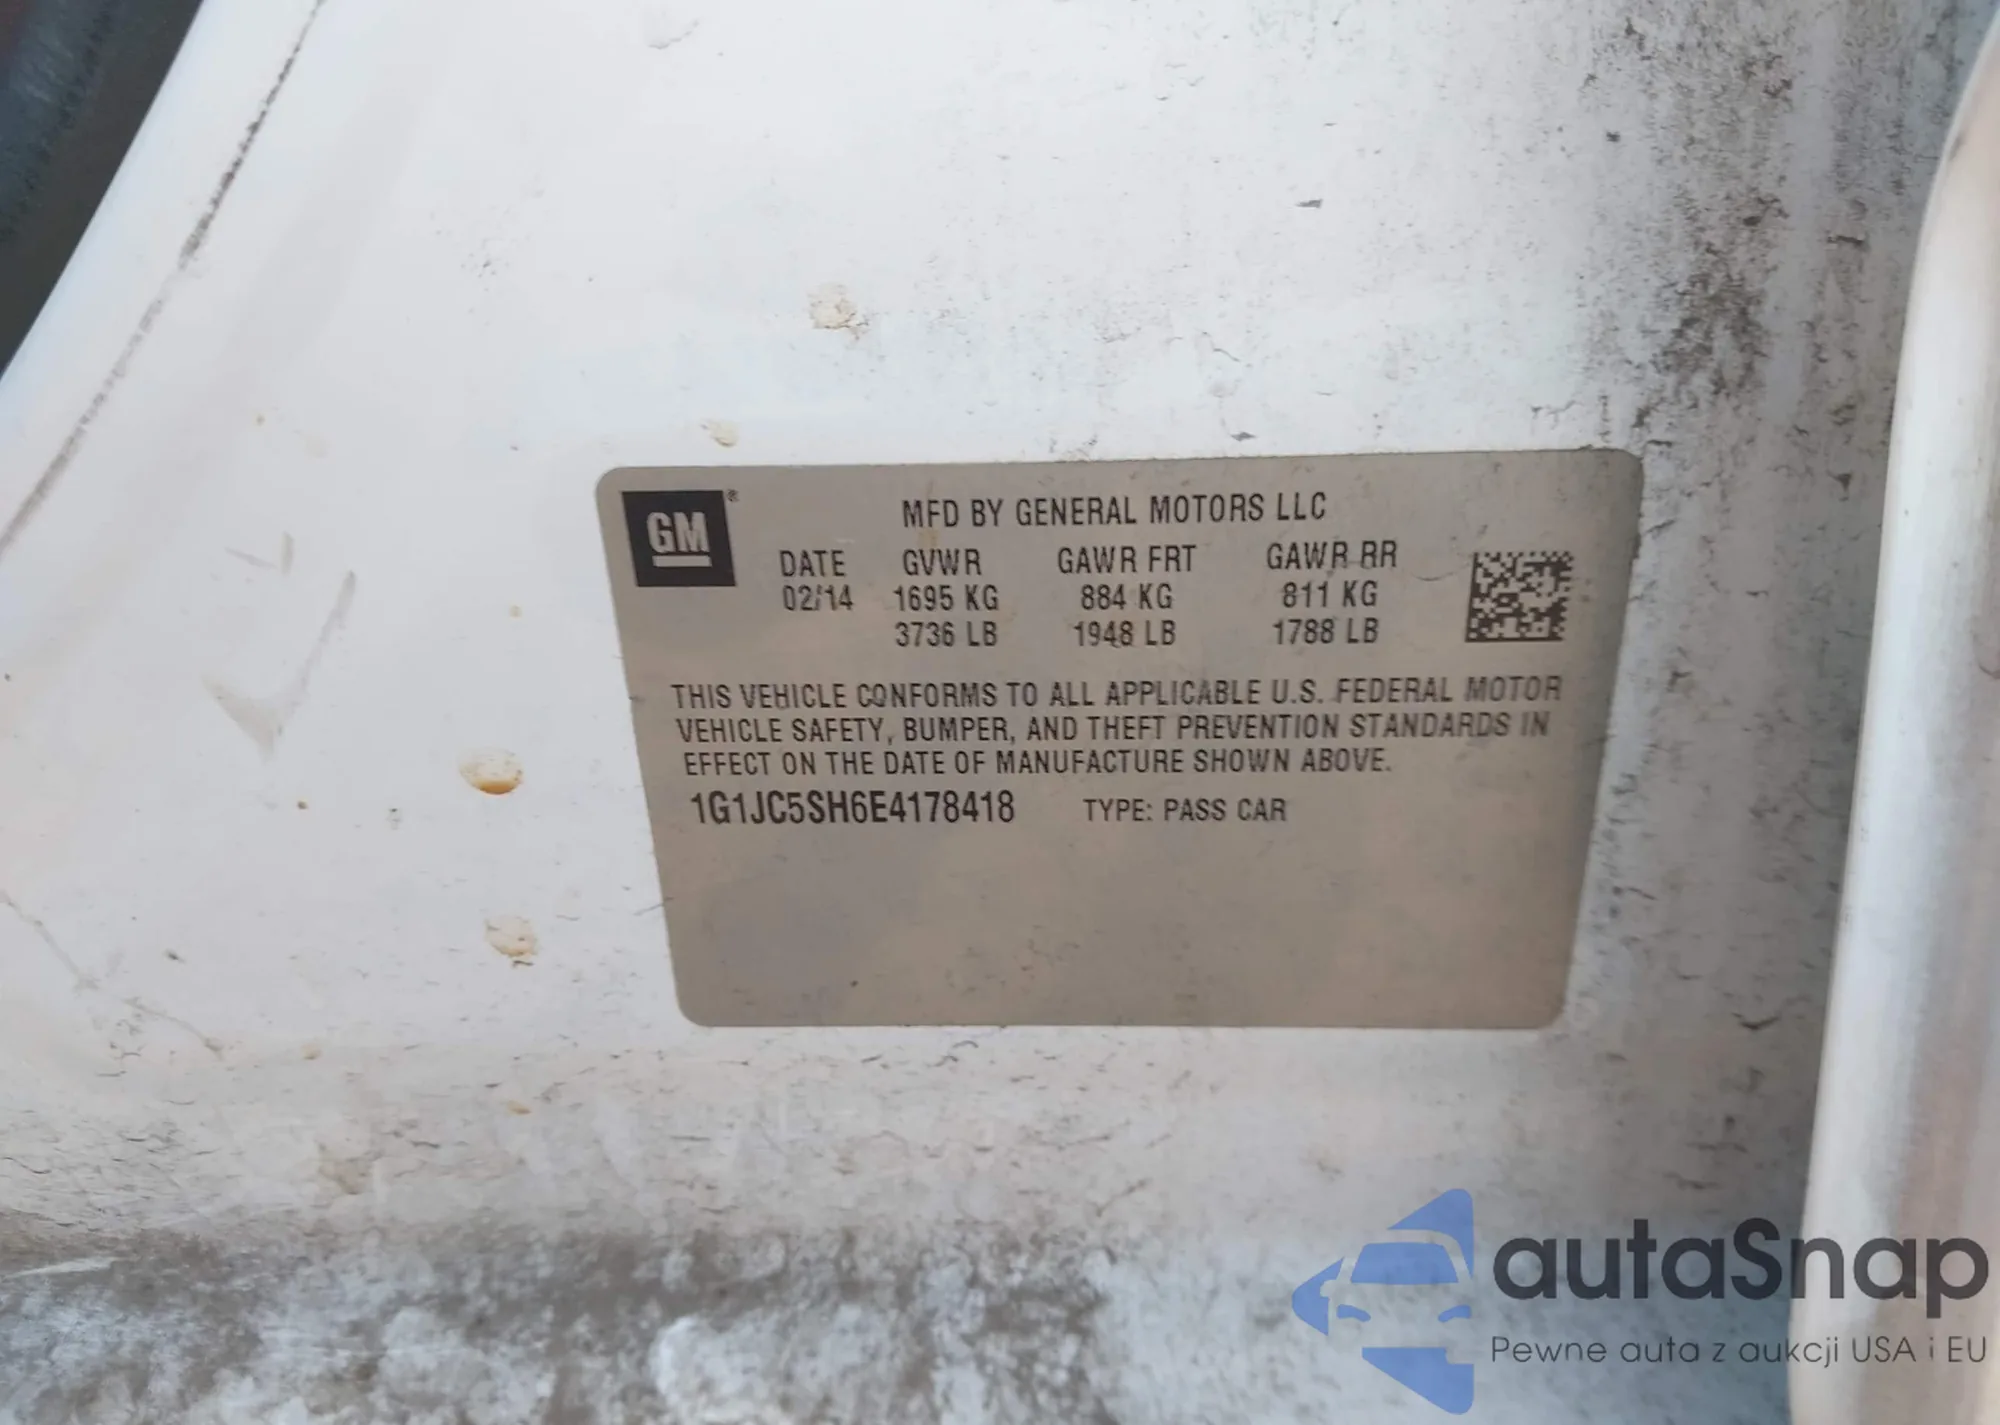 GM®
MFD BY GENERAL MOTORS LLC
DATE GVWR GAWR FRT GAWR RR
02/14 1695 KG 884 KG 811 KG
3736 LB 1948 LB 1788 LB
THIS VEHICLE CONFORMS TO ALL APPLICABLE U.S. FEDERAL MOTOR
VEHICLE SAFETY, BUMPER, AND THEFT PREVENTION STANDARDS IN
EFFECT ON THE DATE OF MANUFACTURE SHOWN ABOVE.
1G1JC5SH6E4178418 TYPE: PASS CAR
autaSnap
Pewne auta z aukcji USA i EU